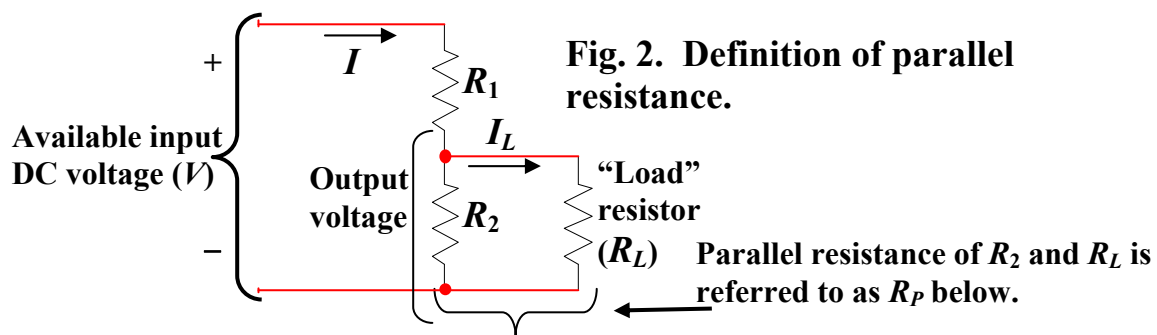 +
I
R1
Fig. 2. Definition of parallel
resistance.
Available input
DC voltage (V)
Output
voltage
IL
R2
“Load”
resistor
(RL)
Parallel resistance of R2 and RL is
referred to as RP below.
–